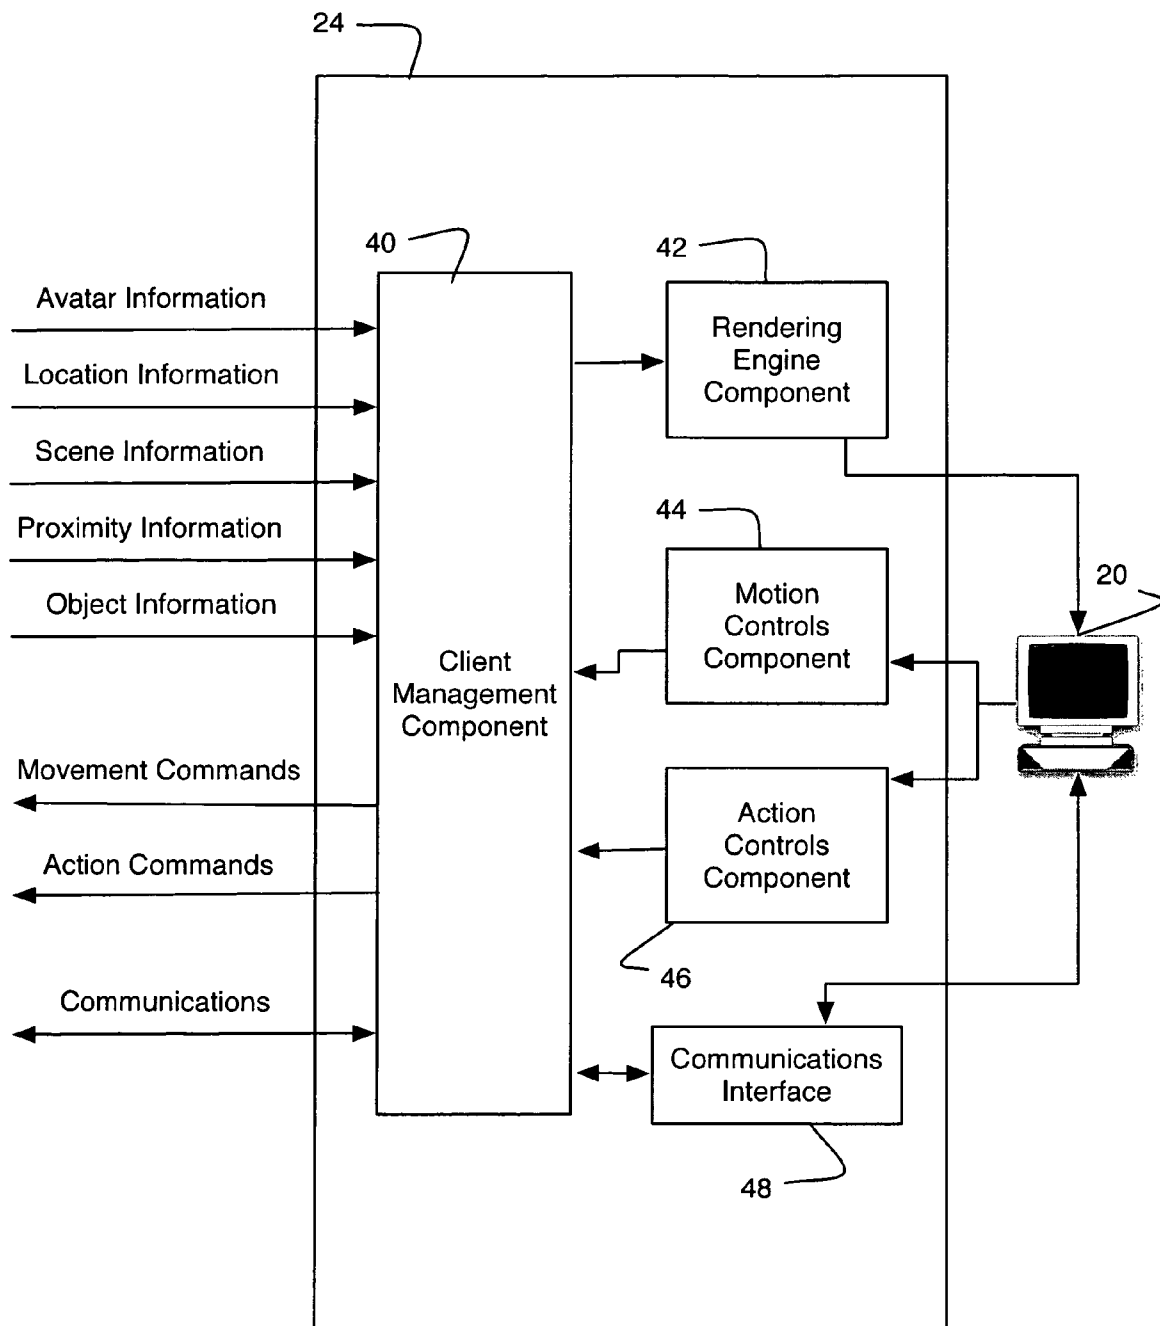 24
40
42
Avatar Information
Rendering
Engine
Component
Location Information
Scene Information
Proximity Information
44
Object Information
Motion
Controls
Component
20
Client
Management
Component
Movement Commands
Action
Controls
Component
Action Commands
46
Communications
Communications
Interface
48